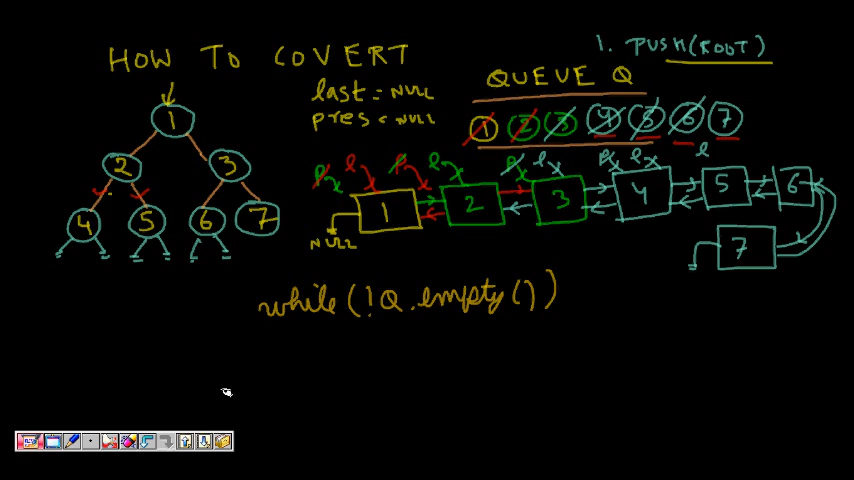 1. PUSH(ROOT)
HOW TO COVERT
QUEUE Q
last = NULL
pres = NULL
1 2 3 4 5 6 7
1
2 3
4 5 6 7
p l p l p l p l l
1 2 3 4 5 6
7
NULL
while(!Q.empty())